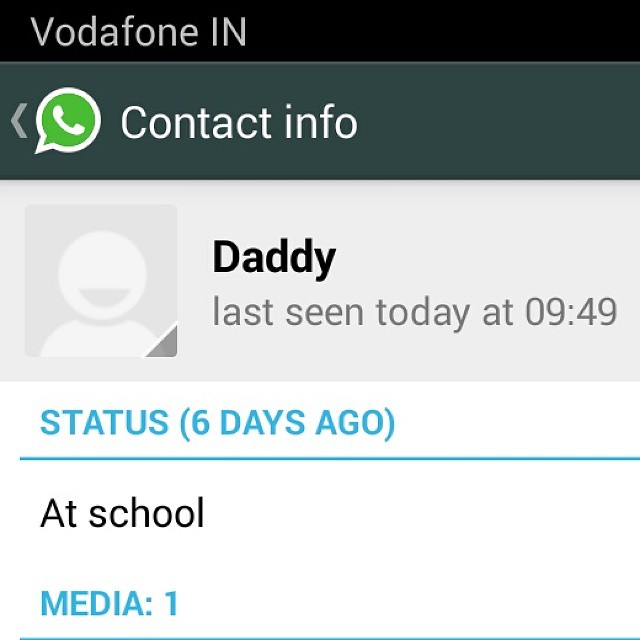 Vodafone IN
Contact info
Daddy
last seen today at 09:49
STATUS (6 DAYS AGO)
At school
MEDIA: 1